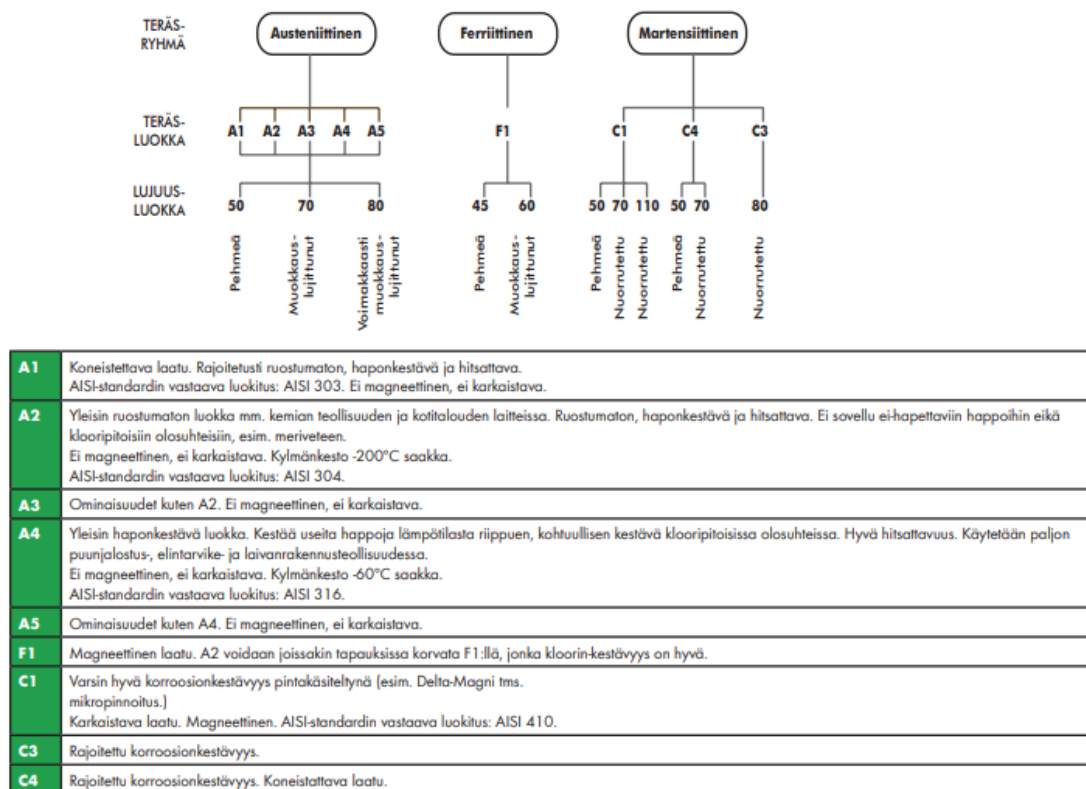 TERÄS-
RYHMÄ
Austeniittinen
Ferriittinen
Martensiittinen
TERÄS-
LUOKKA
A1 A2 A3 A4 A5
F1
C1 C4 C3
LUJUUS-
LUOKKA
50 70 80
45 60
50 70 110 50 70 80
Pehmeä
Muokkaus-
lujittunut
Voimakkaasti
muokkaus-
lujittunut
Pehmeä
Muokkaus-
lujittunut
Pehmeä
Nuorrutettu
Nuorrutettu
Pehmeä
Nuorrutettu
Nuorrutettu
A1
Koneistettava laatu. Rajoitetusti ruostumaton, haponkestävä ja hitsattava.
AISI-standardin vastaava luokitus: AISI 303. Ei magneettinen, ei karkaistava.
A2
Yleisin ruostumaton luokka mm. kemian teollisuuden ja kotitalouden laitteissa. Ruostumaton, haponkestävä ja hitsattava. Ei sovellu ei-hapettaviin happoihin eikä
klooripitoisiin olosuhteisiin, esim. meriveteen.
Ei magneettinen, ei karkaistava. Kylmänkesto -200°C saakka.
AISI-standardin vastaava luokitus: AISI 304.
A3
Ominaisuudet kuten A2. Ei magneettinen, ei karkaistava.
A4
Yleisin haponkestävä luokka. Kestää useita happoja lämpötilasta riippuen, kohtuullisen kestävä klooripitoisissa olosuhteissa. Hyvä hitsattavuus. Käytetään paljon
puunjalostus-, elintarvike- ja laivanrakennusteollisuudessa.
Ei magneettinen, ei karkaistava. Kylmänkesto -60°C saakka.
AISI-standardin vastaava luokitus: AISI 316.
A5
Ominaisuudet kuten A4. Ei magneettinen, ei karkaistava.
F1
Magneettinen laatu. A2 voidaan joissakin tapauksissa korvata F1:llä, jonka kloorin-kestävyys on hyvä.
C1
Varsin hyvä korroosionkestävyys pintakäsiteltynä (esim. Delta-Magni tms.
mikropinnoitus.)
Karkaistava laatu. Magneettinen. AISI-standardin vastaava luokitus: AISI 410.
C3
Rajoitettu korroosionkestävyys.
C4
Rajoitettu korroosionkestävyys. Koneistattava laatu.